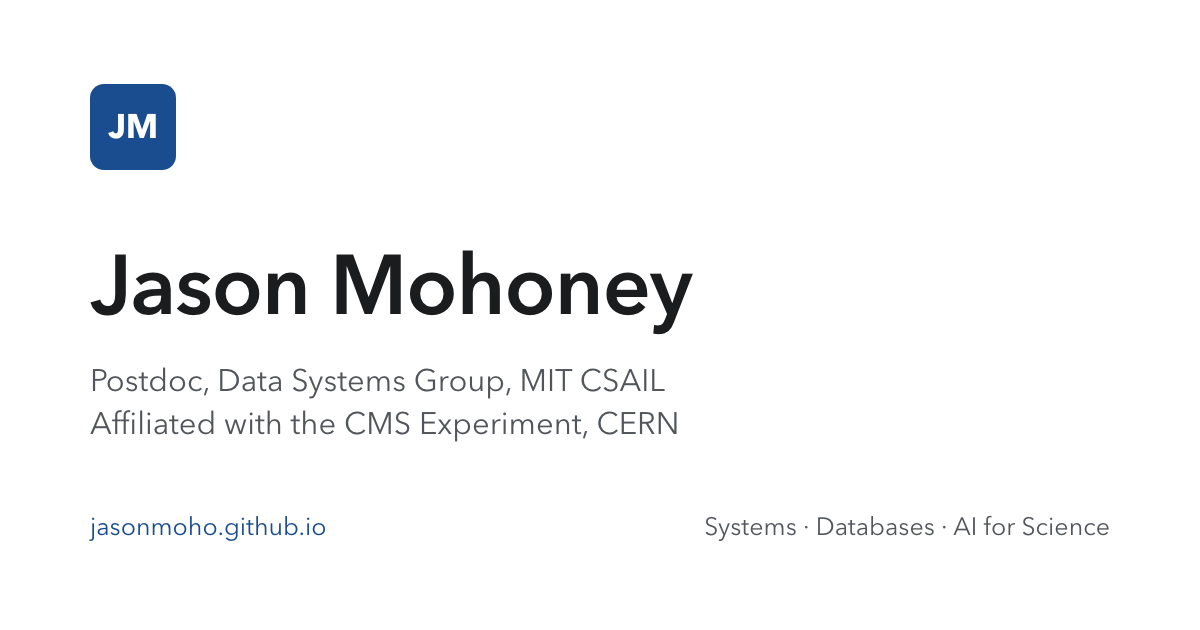 JM
Jason Mohoney
Postdoc, Data Systems Group, MIT CSAIL
Affiliated with the CMS Experiment, CERN
jasonmoho.github.io
Systems · Databases · AI for Science